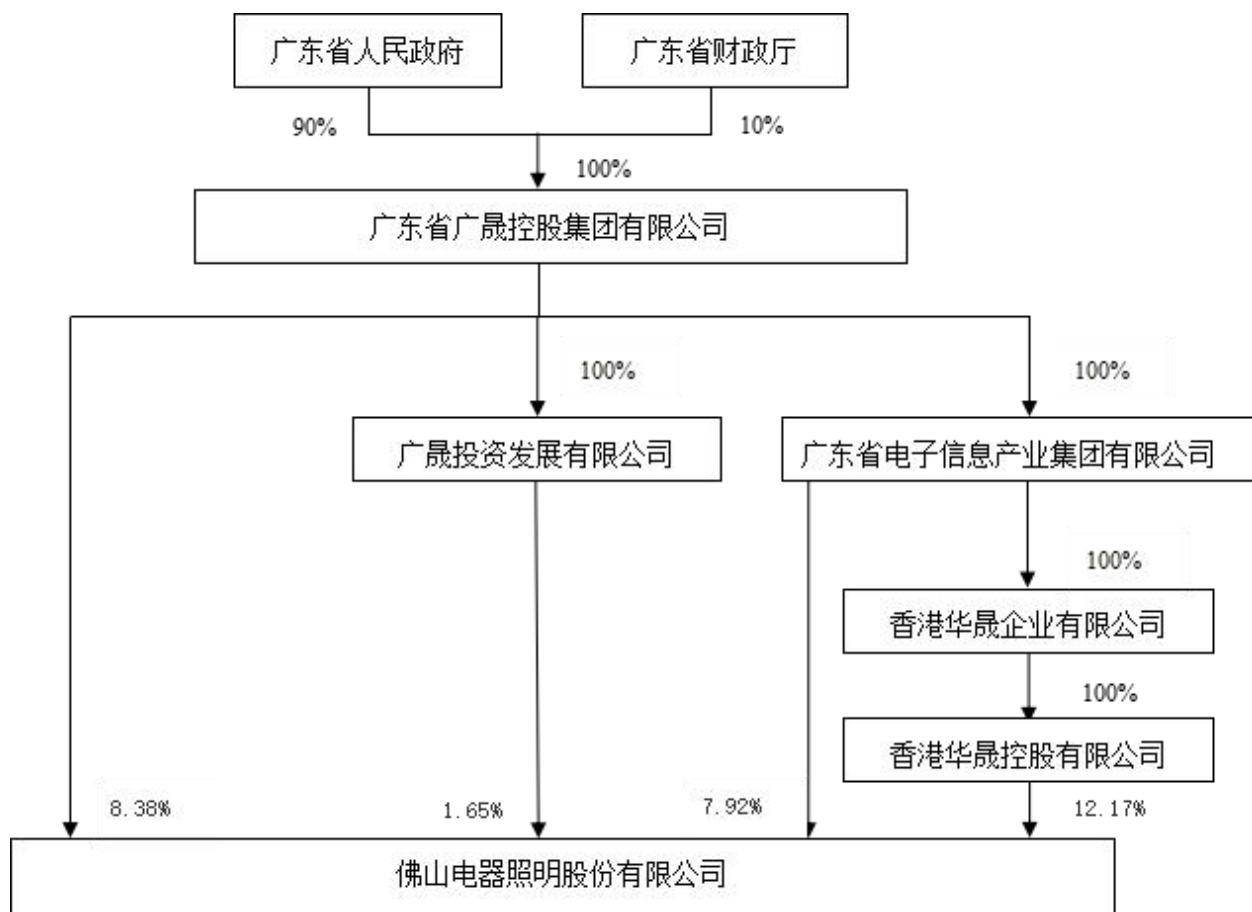 广东省人民政府
广东省财政厅
90%
10%
100%
广东省广晟控股集团有限公司
100%
100%
广晟投资发展有限公司
广东省电子信息产业集团有限公司
100%
香港华晟企业有限公司
100%
香港华晟控股有限公司
8.38%
1.65%
7.92%
12.17%
佛山电器照明股份有限公司